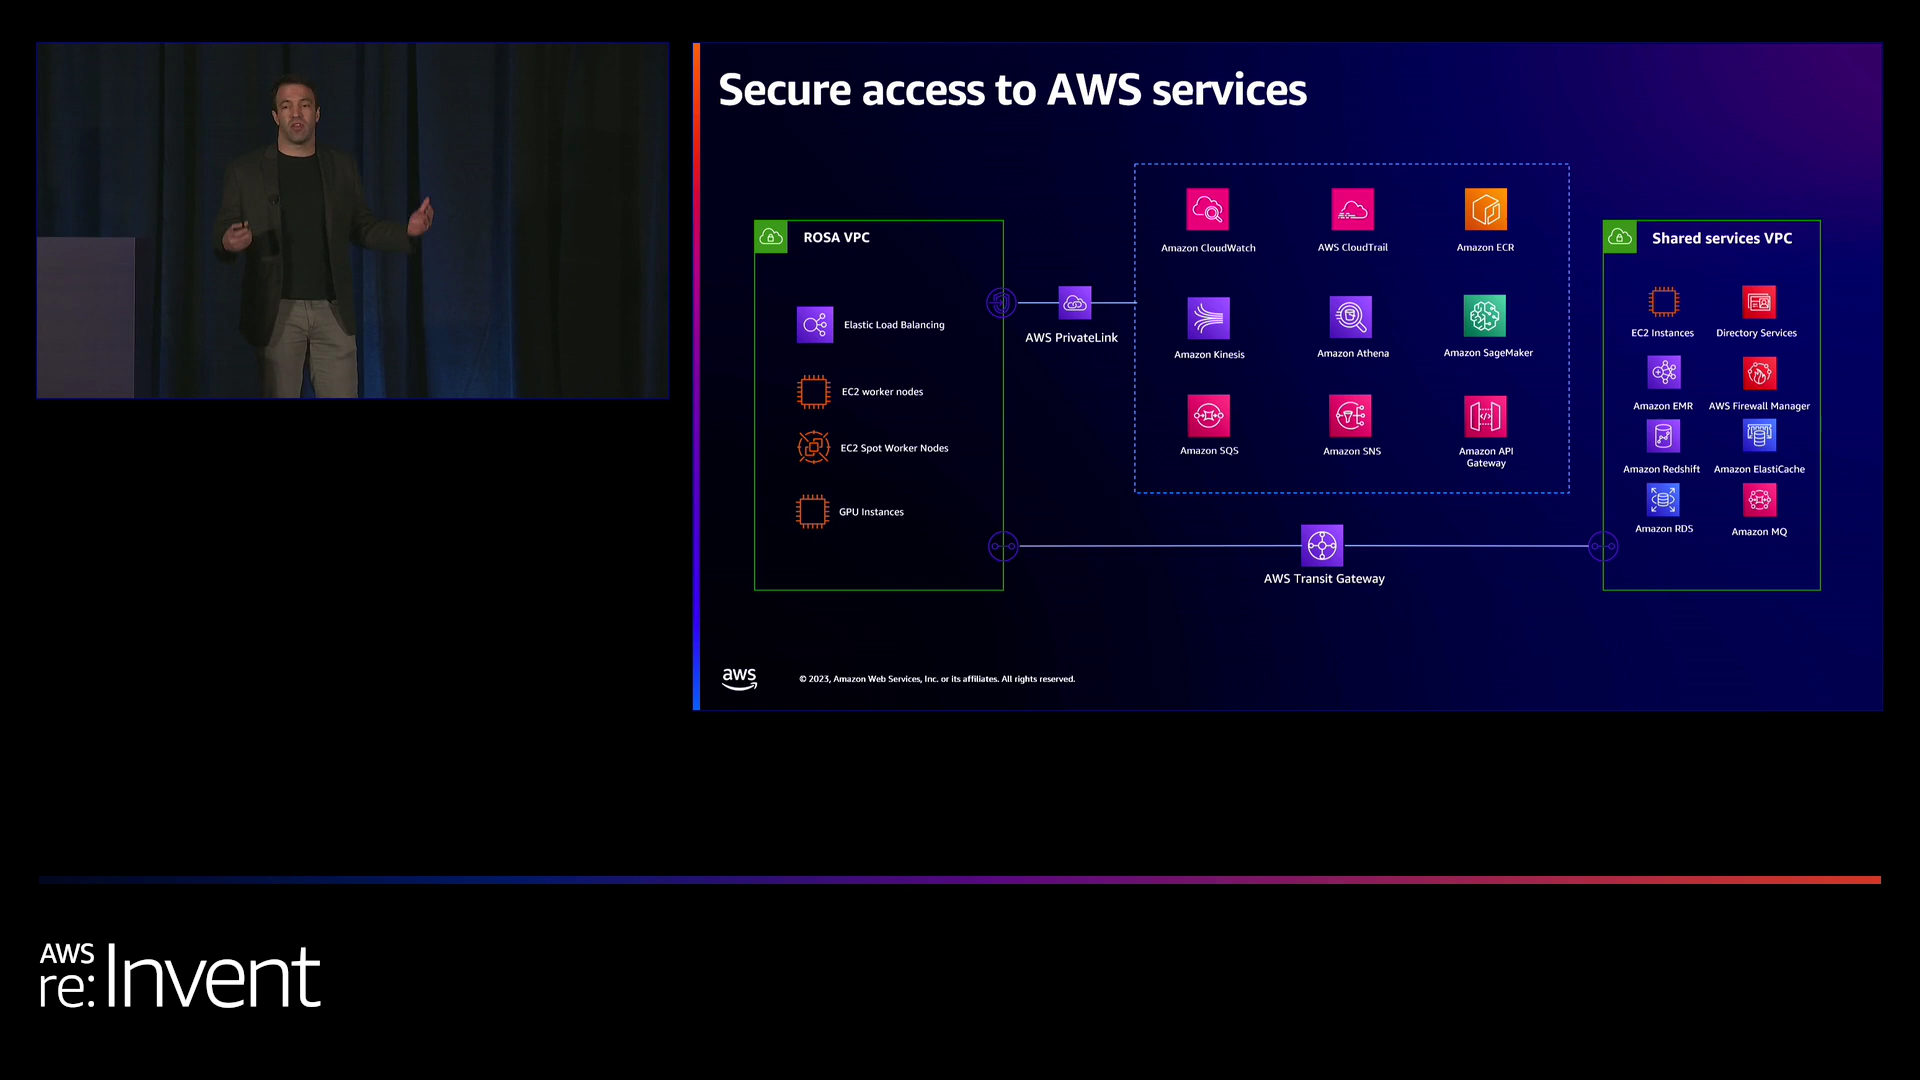 Secure access to AWS services
ROSA VPC
Elastic Load Balancing
EC2 worker nodes
EC2 Spot Worker Nodes
GPU Instances
AWS PrivateLink
Amazon CloudWatch
AWS CloudTrail
Amazon ECR
Amazon Kinesis
Amazon Athena
Amazon SageMaker
Amazon SQS
Amazon SNS
Amazon API
Gateway
AWS Transit Gateway
Shared services VPC
EC2 Instances
Directory Services
Amazon EMR
AWS Firewall Manager
Amazon Redshift
Amazon ElastiCache
Amazon RDS
Amazon MQ
aws
© 2023, Amazon Web Services, Inc. or its affiliates. All rights reserved.
AWS
re:Invent